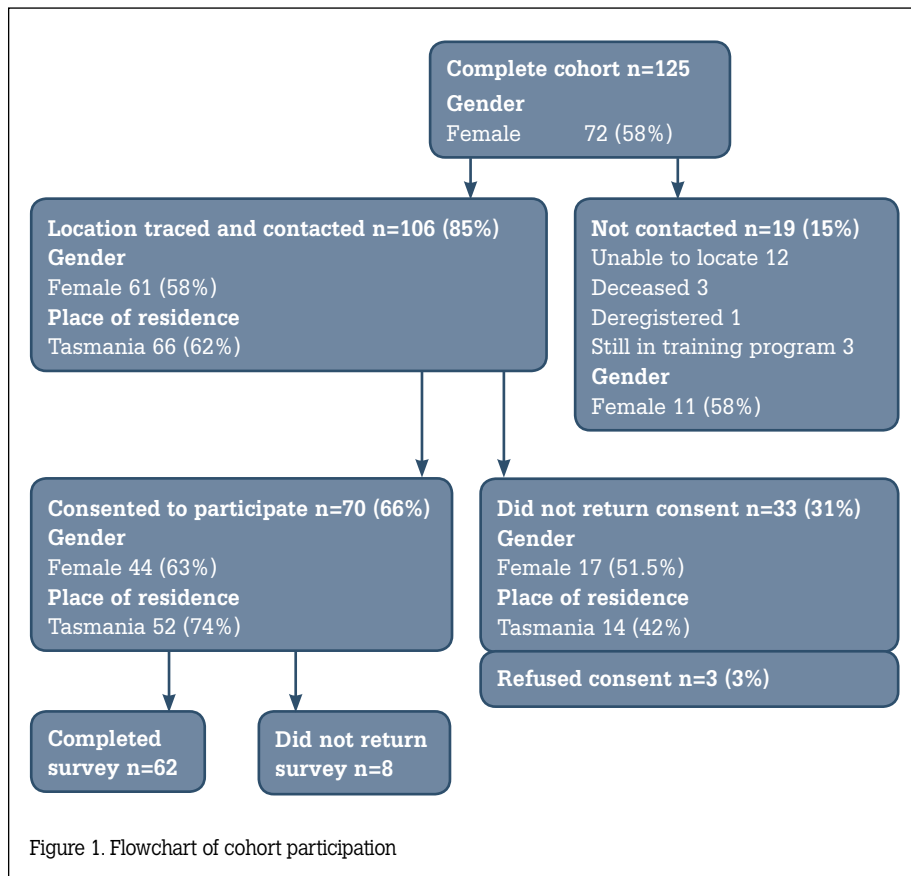 Complete cohort n=125
Gender
Female 72 (58%)
Location traced and contacted n=106 (85%)
Gender
Female 61 (58%)
Place of residence
Tasmania 66 (62%)
Not contacted n=19 (15%)
Unable to locate 12
Deceased 3
Deregistered 1
Still in training program 3
Gender
Female 11 (58%)
Consented to participate n=70 (66%)
Gender
Female 44 (63%)
Place of residence
Tasmania 52 (74%)
Did not return consent n=33 (31%)
Gender
Female 17 (51.5%)
Place of residence
Tasmania 14 (42%)
Refused consent n=3 (3%)
Completed
survey n=62
Did not return
survey n=8
Figure 1. Flowchart of cohort participation